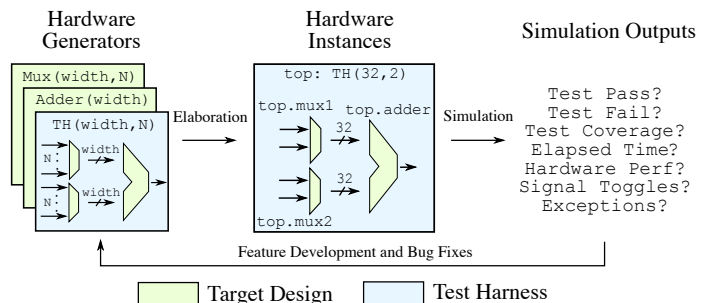 Hardware
Generators
Hardware
Instances
Simulation Outputs
Mux(width,N)
Adder(width)
TH(width,N)
N
width
N
width
Elaboration
top: TH(32,2)
top.mux1
top.adder
32
32
top.mux2
Simulation
Test Pass?
Test Fail?
Test Coverage?
Elapsed Time?
Hardware Perf?
Signal Toggles?
Exceptions?
Feature Development and Bug Fixes
Target Design
Test Harness